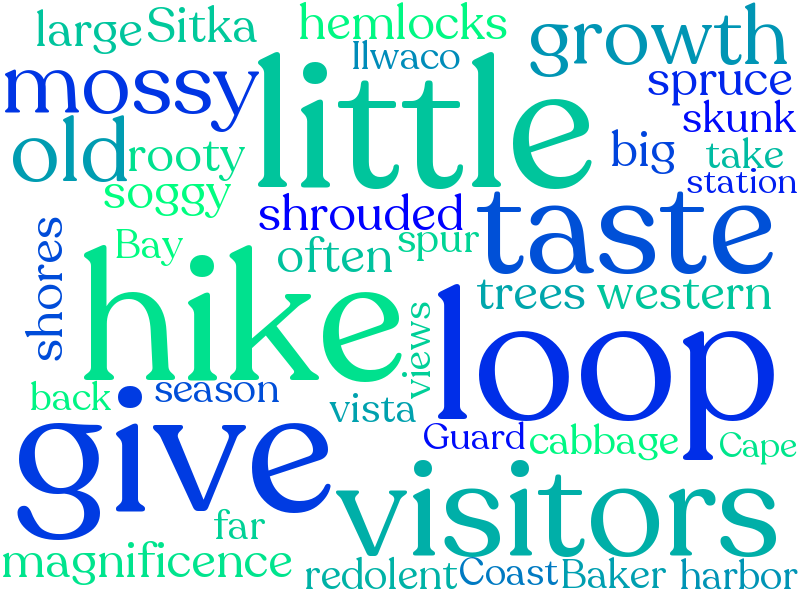 large Sitka hemlocks growth
Ilwaco
mossy little spruce
skunk
old rooty big take
soggy station
shrouded taste
shores Bay often spur
hike trees western
views loop
back season vista
give Guard cabbage Cape
far visitors
magnificence redolent Coast Baker harbor